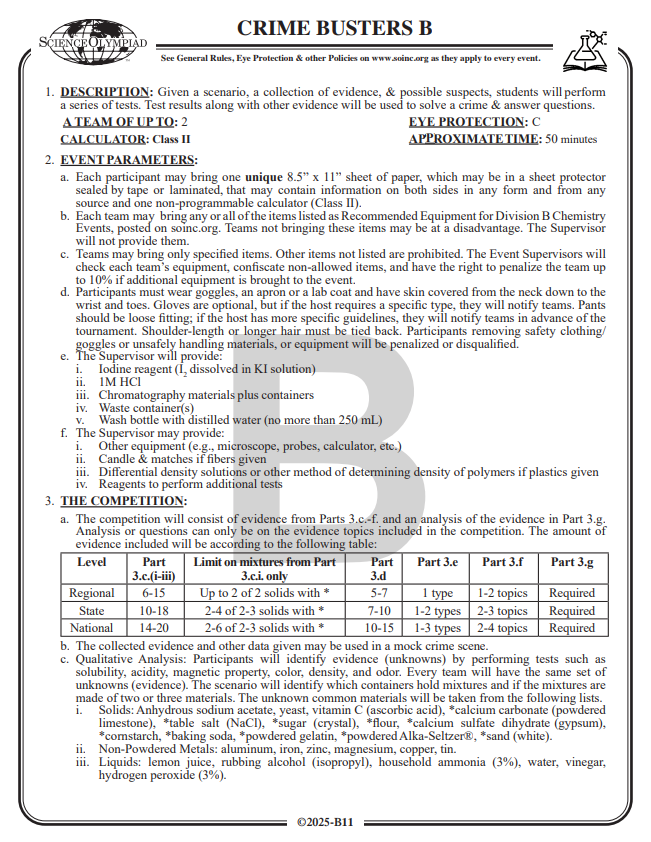 CRIME BUSTERS B
SCIENCE OLYMPIAD
See General Rules, Eye Protection & other Policies on www.soinc.org as they apply to every event.
1. DESCRIPTION: Given a scenario, a collection of evidence, & possible suspects, students will perform
a series of tests. Test results along with other evidence will be used to solve a crime & answer questions.
A TEAM OF UP TO: 2 EYE PROTECTION: C
CALCULATOR: Class II APPROXIMATE TIME: 50 minutes
2. EVENT PARAMETERS:
a. Each participant may bring one unique 8.5” x 11” sheet of paper, which may be in a sheet protector
sealed by tape or laminated, that may contain information on both sides in any form and from any
source and one non-programmable calculator (Class II).
b. Each team may bring any or all of the items listed as Recommended Equipment for Division B Chemistry
Events, posted on soinc.org. Teams not bringing these items may be at a disadvantage. The Supervisor
will not provide them.
c. Teams may bring only specified items. Other items not listed are prohibited. The Event Supervisors will
check each team’s equipment, confiscate non-allowed items, and have the right to penalize the team up
to 10% if additional equipment is brought to the event.
d. Participants must wear goggles, an apron or a lab coat and have skin covered from the neck down to the
wrist and toes. Gloves are optional, but if the host requires a specific type, they will notify teams. Pants
should be loose fitting; if the host has more specific guidelines, they will notify teams in advance of the
tournament. Shoulder-length or longer hair must be tied back. Participants removing safety clothing/
goggles or unsafely handling materials, or equipment will be penalized or disqualified.
e. The Supervisor will provide:
i. Iodine reagent (I2 dissolved in KI solution)
ii. 1M HCl
iii. Chromatography materials plus containers
iv. Waste container(s)
v. Wash bottle with distilled water (no more than 250 mL)
f. The Supervisor may provide:
i. Other equipment (e.g., microscope, probes, calculator, etc.)
ii. Candle & matches if fibers given
iii. Differential density solutions or other method of determining density of polymers if plastics given
iv. Reagents to perform additional tests
3. THE COMPETITION:
a. The competition will consist of evidence from Parts 3.c.-f. and an analysis of the evidence in Part 3.g.
Analysis or questions can only be on the evidence topics included in the competition. The amount of
evidence included will be according to the following table:
Level Part Limit on mixtures from Part Part Part 3.e Part 3.f Part 3.g
3.c.(i-iii) 3.c.i. only 3.d
Regional 6-15 Up to 2 of 2 solids with * 5-7 1 type 1-2 topics Required
State 10-18 2-4 of 2-3 solids with * 7-10 1-2 types 2-3 topics Required
National 14-20 2-6 of 2-3 solids with * 10-15 1-3 types 2-4 topics Required
b. The collected evidence and other data given may be used in a mock crime scene.
c. Qualitative Analysis: Participants will identify evidence (unknowns) by performing tests such as
solubility, acidity, magnetic property, color, density, and odor. Every team will have the same set of
unknowns (evidence). The scenario will identify which containers hold mixtures and if the mixtures are
made of two or three materials. The unknown common materials will be taken from the following lists.
i. Solids: Anhydrous sodium acetate, yeast, vitamin C (ascorbic acid), *calcium carbonate (powdered
limestone), *table salt (NaCl), *sugar (crystal), *flour, *calcium sulfate dihydrate (gypsum),
*cornstarch, *baking soda, *powdered gelatin, *powdered Alka-Seltzer®, *sand (white).
ii. Non-Powdered Metals: aluminum, iron, zinc, magnesium, copper, tin.
iii. Liquids: lemon juice, rubbing alcohol (isopropyl), household ammonia (3%), water, vinegar,
hydrogen peroxide (3%).
B
©2025-B11